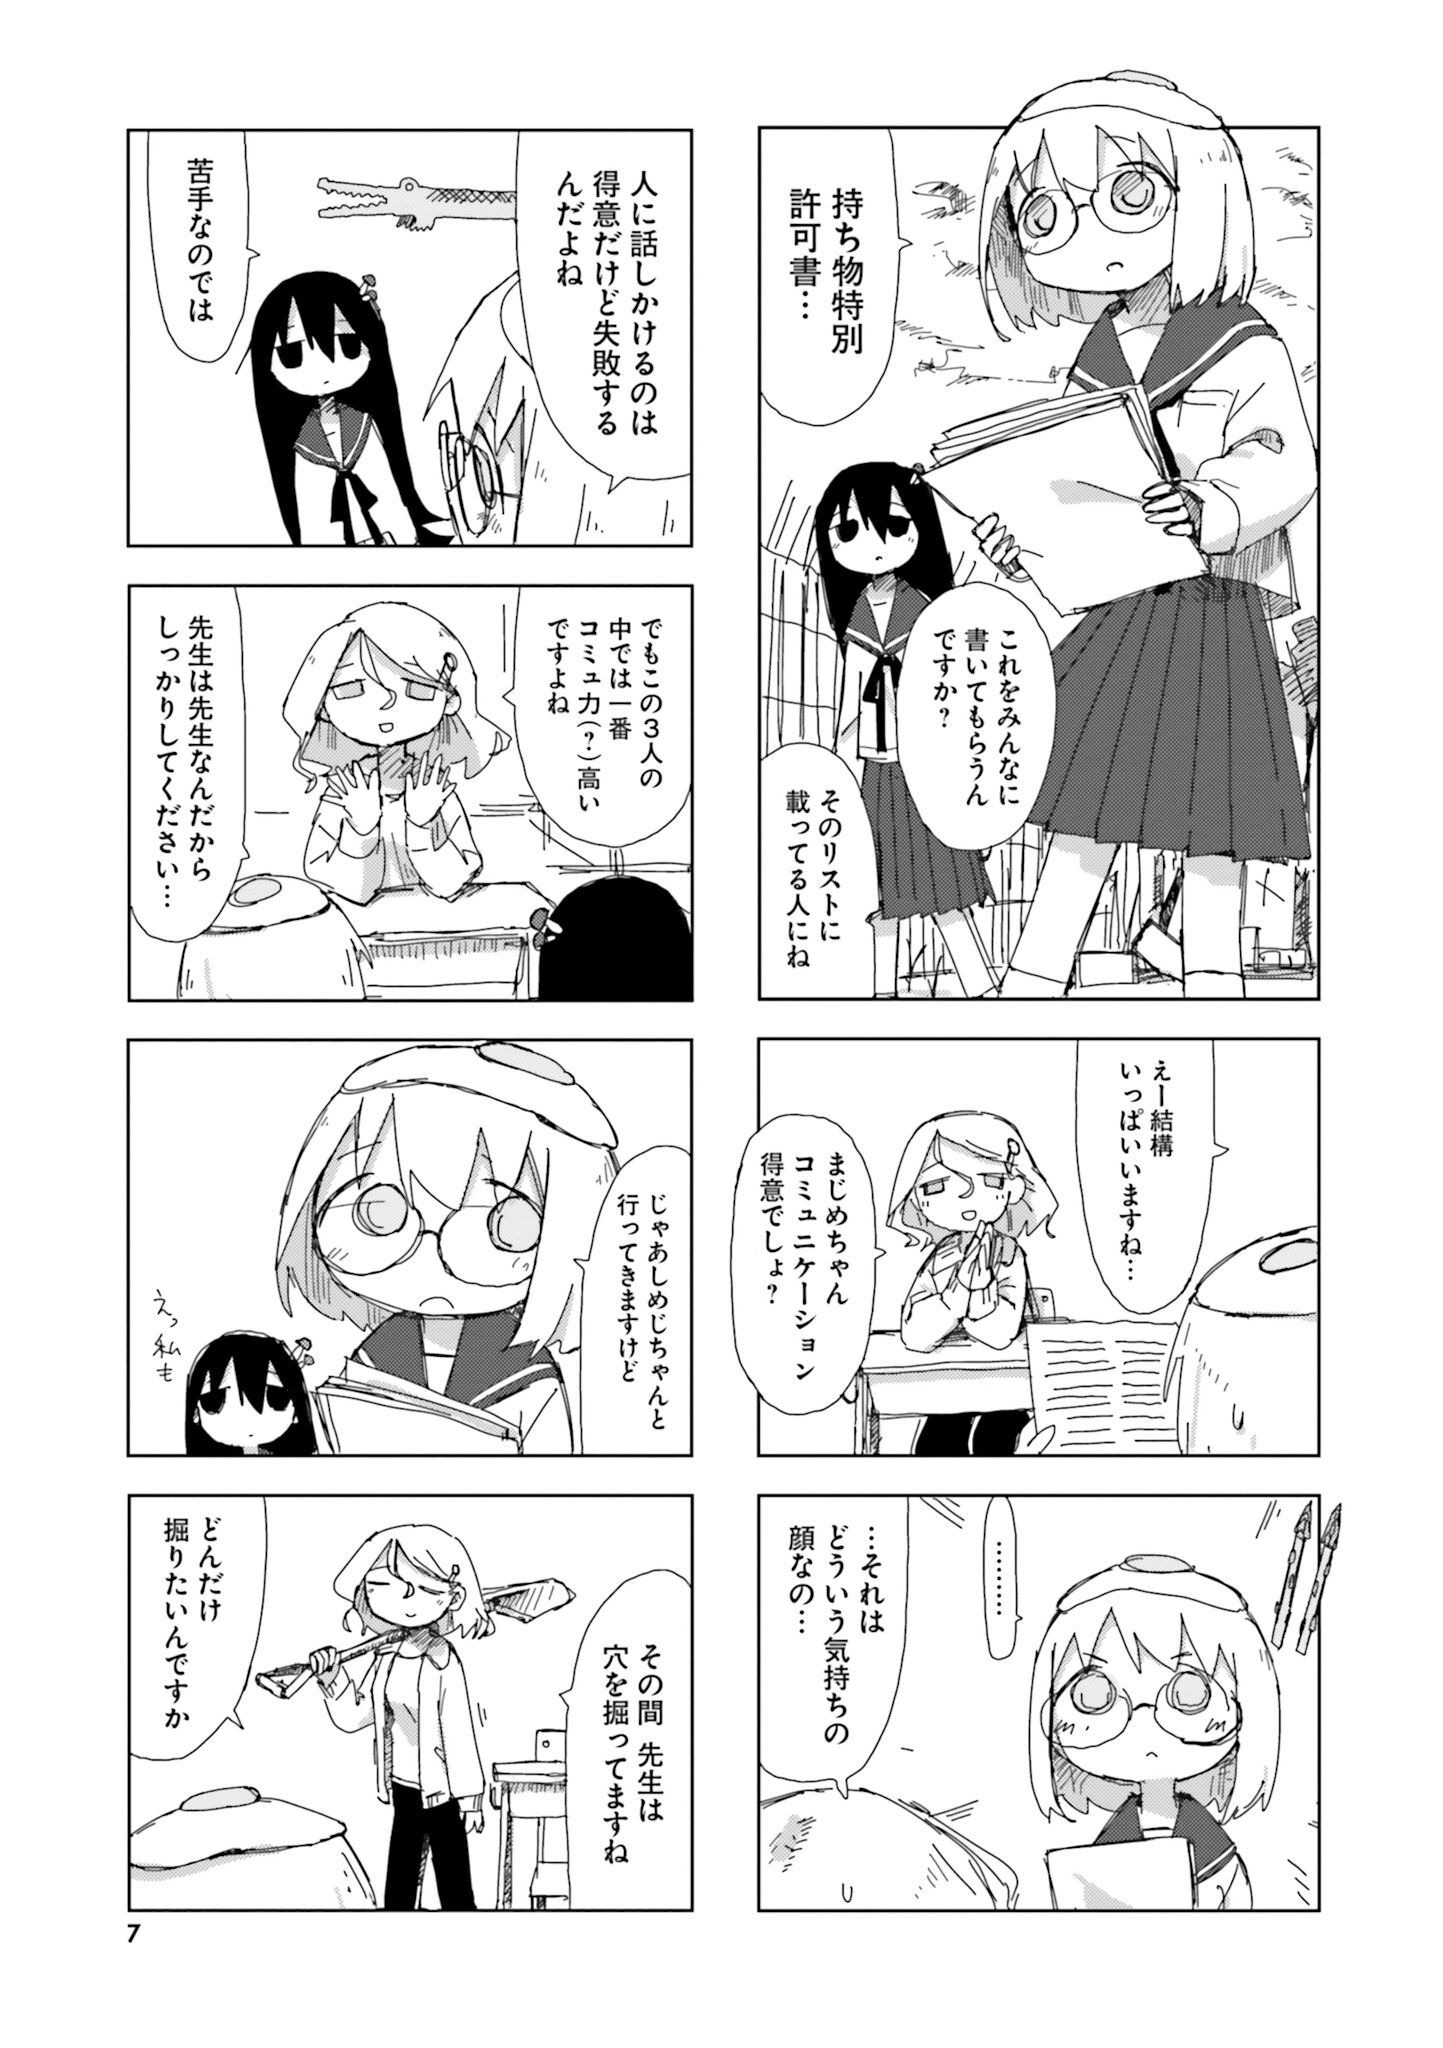 持ち物特別
許可書…
これをみんなに
書いてもらうん
ですか？
そのリストに
載ってる人にね
えー結構
いっぱいいますね…
まじめちゃん
コミュニケーション
得意でしょ？
………
…それは
どういう気持ちの
顔なの…
人に話しかけるのは
得意だけど失敗する
んだよね
苦手なのでは
でもこの3人の
中では一番
コミュ力(？)高い
ですよね
先生は先生なんだから
しっかりしてください…
じゃあしめじちゃんと
行ってきますけど
えっ私も
その間 先生は
穴を掘ってますね
どんだけ
掘りたいんですか
7